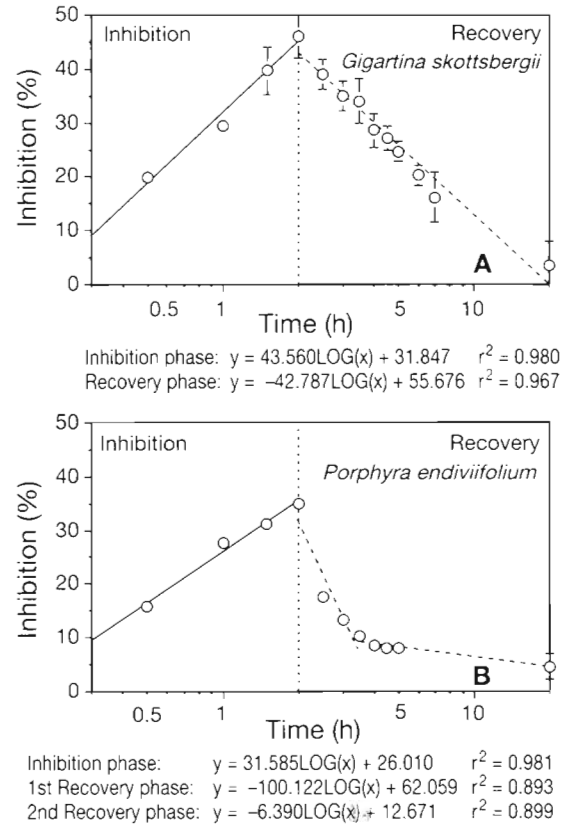 50
40
30
20
10
0
Inhibition (%)
Inhibition
Recovery
Gigartina skottsbergii
A
0.5 1 5 10
Time (h)
Inhibition phase: y = 43.560LOG(x) + 31.847 r² = 0.980
Recovery phase: y = −42.787LOG(x) + 55.676 r² = 0.967
50
40
30
20
10
0
Inhibition (%)
Inhibition
Recovery
Porphyra endiviifolium
B
0.5 1 5 10
Time (h)
Inhibition phase: y = 31.585LOG(x) + 26.010 r² = 0.981
1st Recovery phase: y = −100.122LOG(x) + 62.059 r² = 0.893
2nd Recovery phase: y = −6.390LOG(x) + 12.671 r² = 0.899